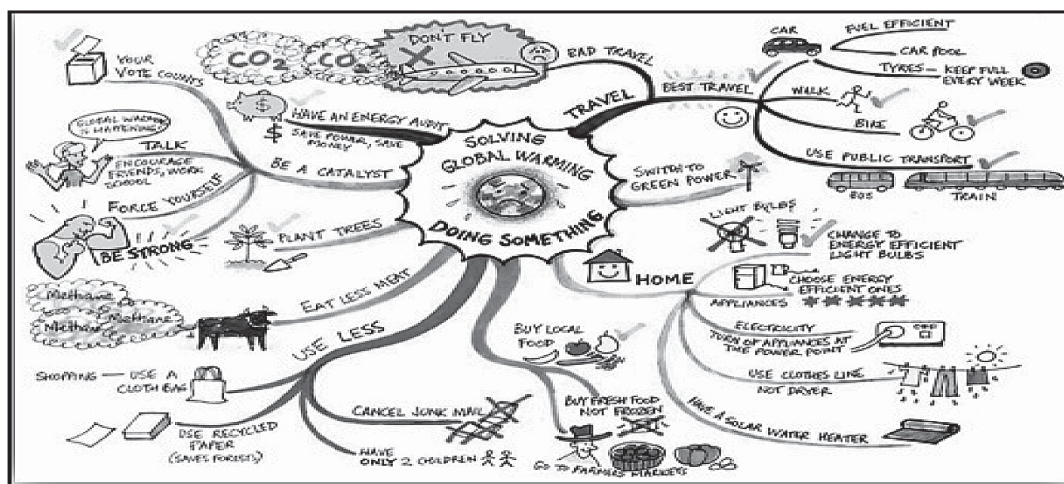 SOLVING
GLOBAL WARMING
DOING SOMETHING
TRAVEL
BAD TRAVEL
DON'T FLY
CO2
CO2
BEST TRAVEL
CAR
FUEL EFFICIENT
CAR POOL
TYRES — KEEP FULL
EVERY WEEK
WALK
BIKE
USE PUBLIC TRANSPORT
BUS
TRAIN
SWITCH TO
GREEN POWER
HOME
LIGHT BULBS
CHANGE TO
ENERGY EFFICIENT
LIGHT BULBS
APPLIANCES
CHOOSE ENERGY
EFFICIENT ONES
ELECTRICITY
TURN OF APPLIANCES AT
THE POWER POINT
USE CLOTHES LINE
NOT DRYER
HAVE A SOLAR WATER HEATER
BUY LOCAL
FOOD
BUY FRESH FOOD
NOT FROZEN
GO TO FARMERS MARKETS
USE LESS
SHOPPING — USE A
CLOTH BAG
USE RECYCLED
PAPER
(SAVES FORESTS)
CANCEL JUNK MAIL
HAVE
ONLY 2 CHILDREN
EAT LESS MEAT
Methane
Methane
Methane
PLANT TREES
BE A CATALYST
YOUR
VOTE COUNTS
TALK
GLOBAL WARMING
IS HAPPENING!
ENCOURAGE
FRIENDS, WORK
SCHOOL
FORCE YOURSELF
BE STRONG
HAVE AN ENERGY AUDIT
$
$ SAVE POWER, SAVE
MONEY